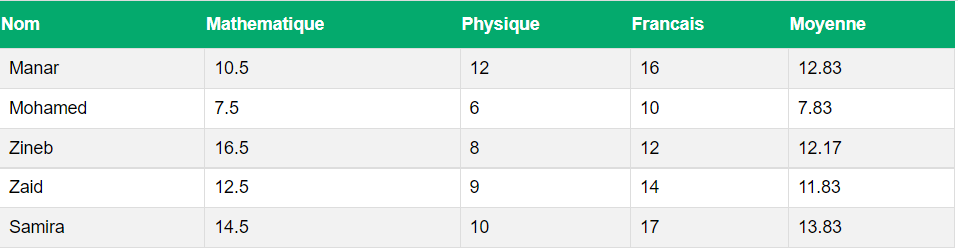 Nom Mathematique Physique Francais Moyenne
Manar 10.5 12 16 12.83
Mohamed 7.5 6 10 7.83
Zineb 16.5 8 12 12.17
Zaid 12.5 9 14 11.83
Samira 14.5 10 17 13.83